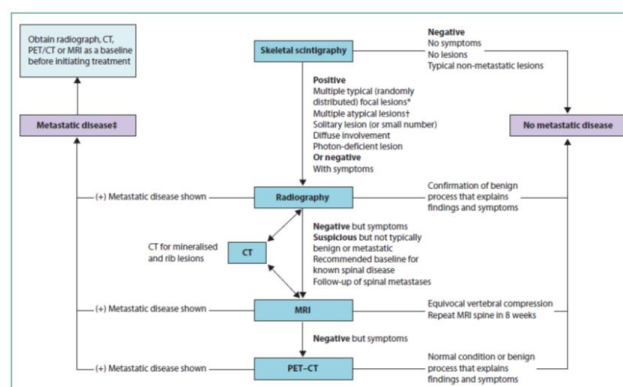 Obtain radiograph, CT,
PET/CT or MRI as a baseline
before initiating treatment
Skeletal scintigraphy
Negative
No symptoms
No lesions
Typical non-metastatic lesions
Metastatic disease‡
No metastatic disease
Positive
Multiple typical (randomly
distributed) focal lesions*
Multiple atypical lesions†
Solitary lesion (or small number)
Diffuse involvement
Photon-deficient lesion
Or negative
With symptoms
(+) Metastatic disease shown
Radiography
Confirmation of benign
process that explains
findings and symptoms
CT for mineralised
and rib lesions
CT
Negative but symptoms
Suspicious but not typically
benign or metastatic
Recommended baseline for
known spinal disease
Follow-up of spinal metastases
(+) Metastatic disease shown
MRI
Equivocal vertebral compression
Repeat MRI spine in 8 weeks
Negative but symptoms
(+) Metastatic disease shown
PET–CT
Normal condition or benign
process that explains
findings and symptoms